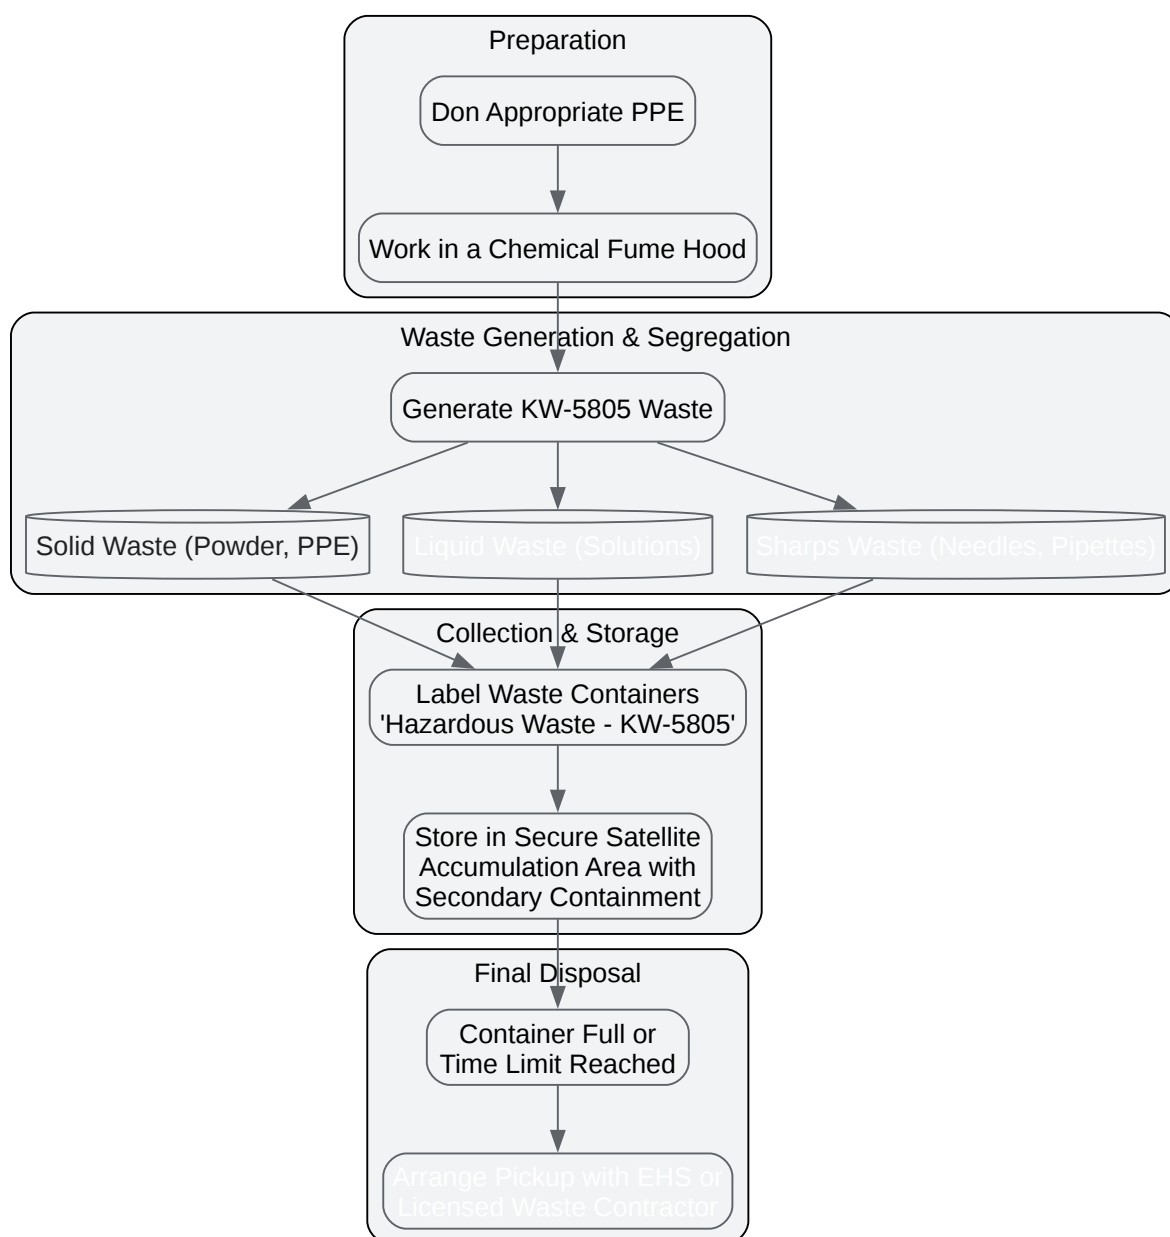 Preparation
Don Appropriate PPE
Work in a Chemical Fume Hood
Waste Generation & Segregation
Generate KW-5805 Waste
Solid Waste (Powder, PPE)
Liquid Waste (Solutions)
Sharps Waste (Needles, Pipettes)
Collection & Storage
Label Waste Containers
'Hazardous Waste - KW-5805'
Store in Secure Satellite
Accumulation Area with
Secondary Containment
Final Disposal
Container Full or
Time Limit Reached
Arrange Pickup with EHS or
Licensed Waste Contractor